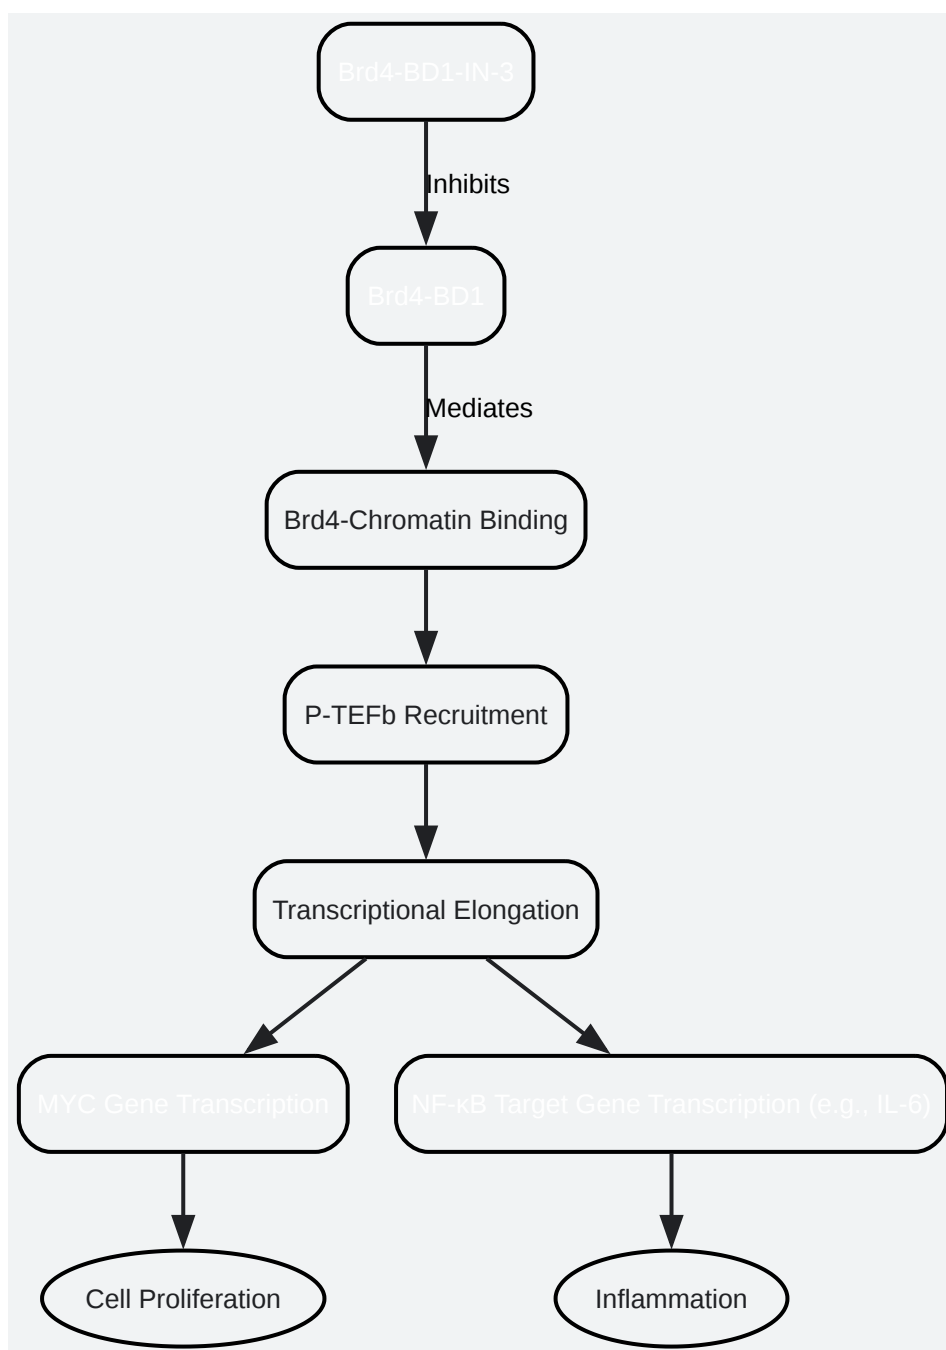 Brd4-BD1-IN-3
Inhibits
Brd4-BD1
Mediates
Brd4-Chromatin Binding
P-TEFb Recruitment
Transcriptional Elongation
MYC Gene Transcription
NF-κB Target Gene Transcription (e.g., IL-6)
Cell Proliferation
Inflammation